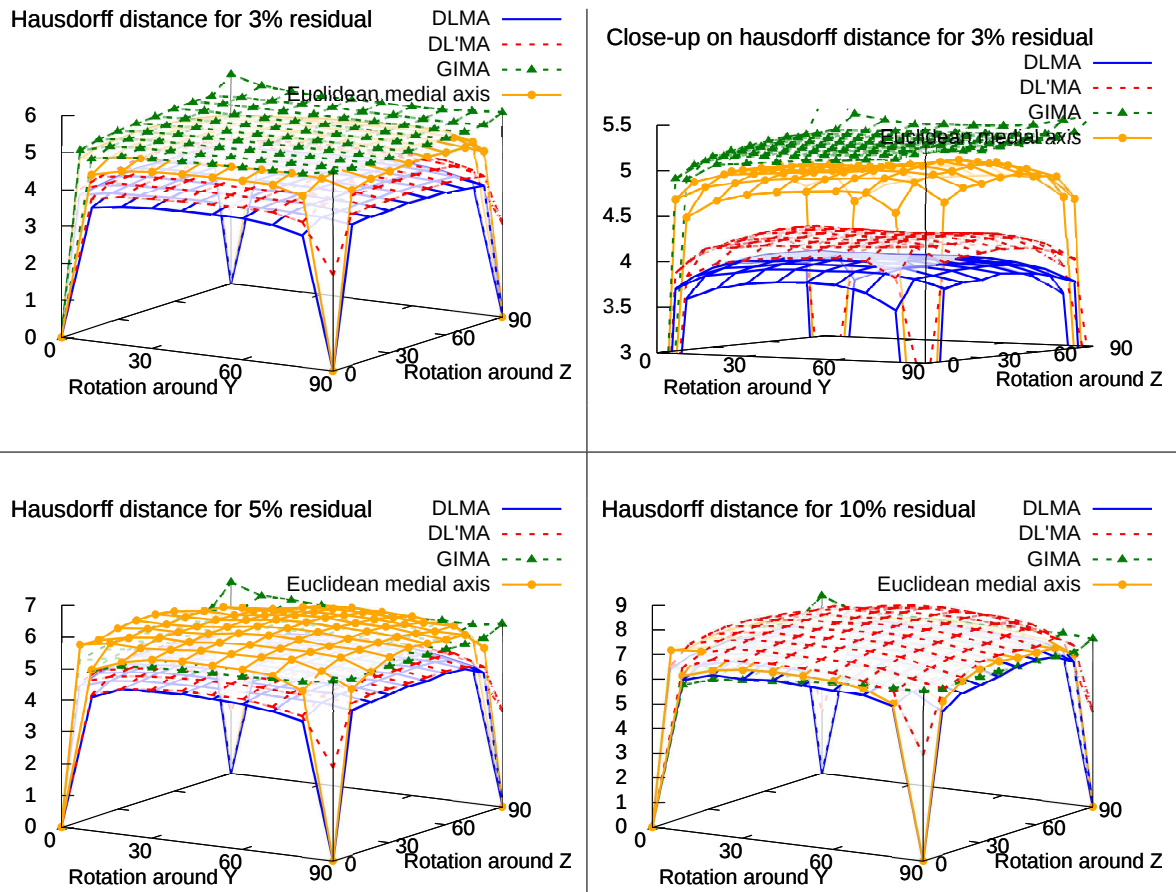 Hausdorff distance for 3% residual
DLMA
DL'MA
GIMA
Euclidean medial axis
6
5
4
3
2
1
0
0
30
60
90
Rotation around Y
0
30
60
90
Rotation around Z
Close-up on hausdorff distance for 3% residual
DLMA
DL'MA
GIMA
Euclidean medial axis
5.5
5
4.5
4
3.5
3
0
30
60
90
Rotation around Y
0
30
60
90
Rotation around Z
Hausdorff distance for 5% residual
DLMA
DL'MA
GIMA
Euclidean medial axis
7
6
5
4
3
2
1
0
0
30
60
90
Rotation around Y
0
30
60
90
Rotation around Z
Hausdorff distance for 10% residual
DLMA
DL'MA
GIMA
Euclidean medial axis
9
8
7
6
5
4
3
2
1
0
0
30
60
90
Rotation around Y
0
30
60
90
Rotation around Z